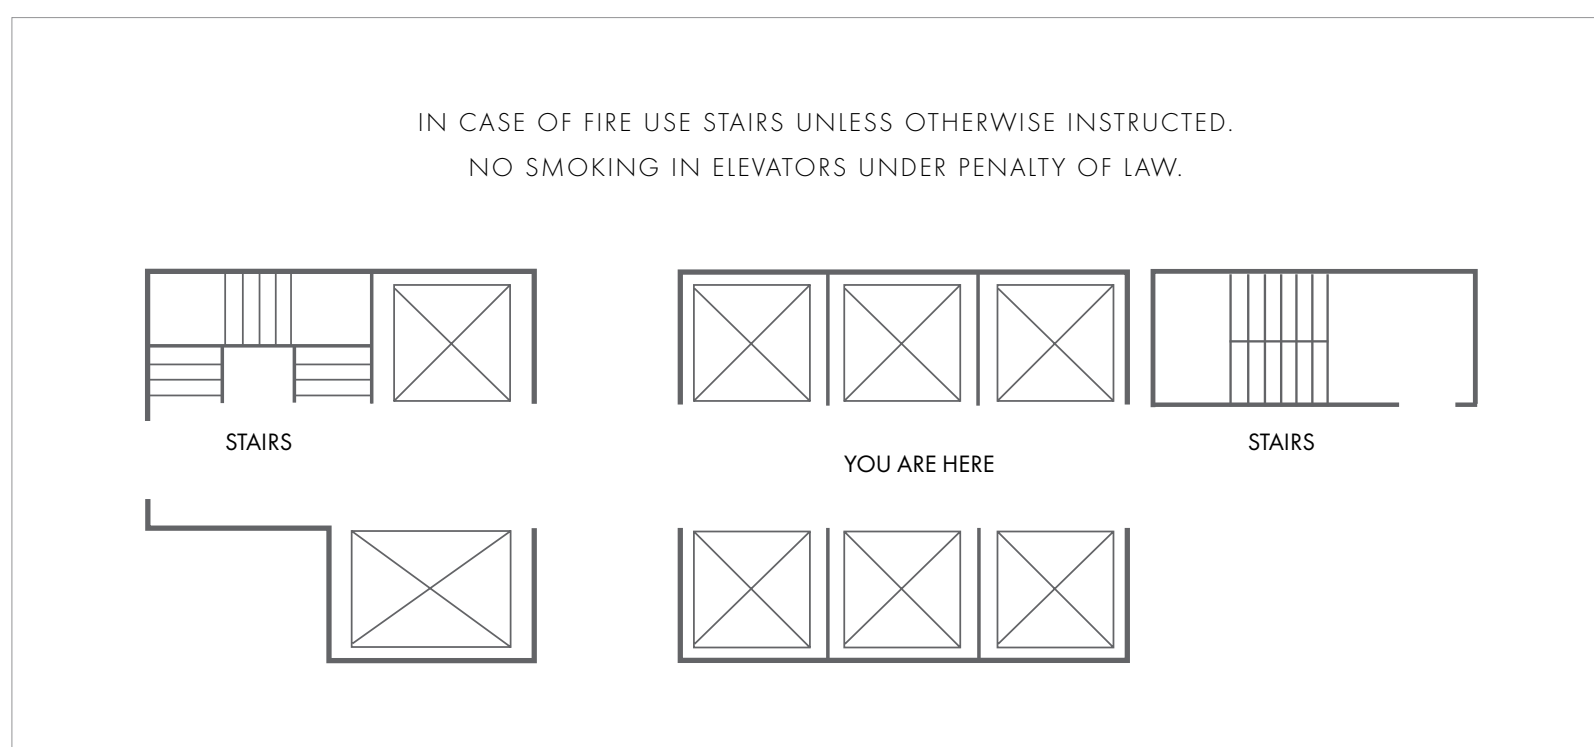 IN CASE OF FIRE USE STAIRS UNLESS OTHERWISE INSTRUCTED.
NO SMOKING IN ELEVATORS UNDER PENALTY OF LAW.
STAIRS
YOU ARE HERE
STAIRS